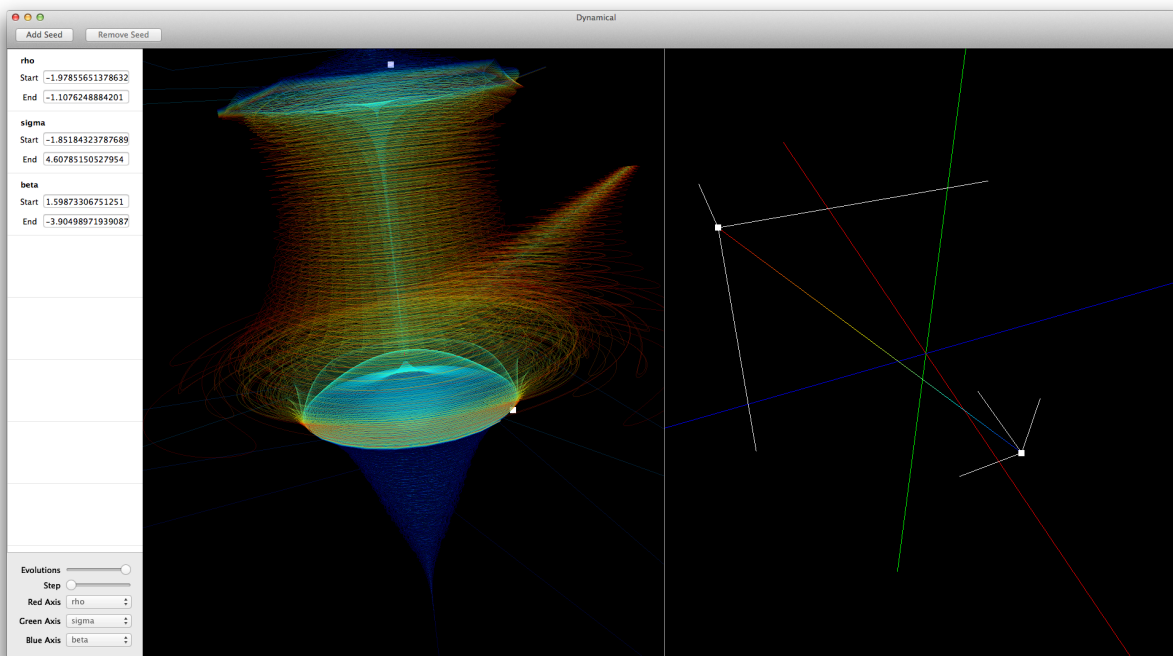 Dynamical
Add Seed Remove Seed
rho
Start -1.97855651378632
End -1.1076248884201
sigma
Start -1.85184323787689
End 4.60785150527954
beta
Start 1.59873306751251
End -3.90498971939087
Evolutions
Step
Red Axis rho
Green Axis sigma
Blue Axis beta